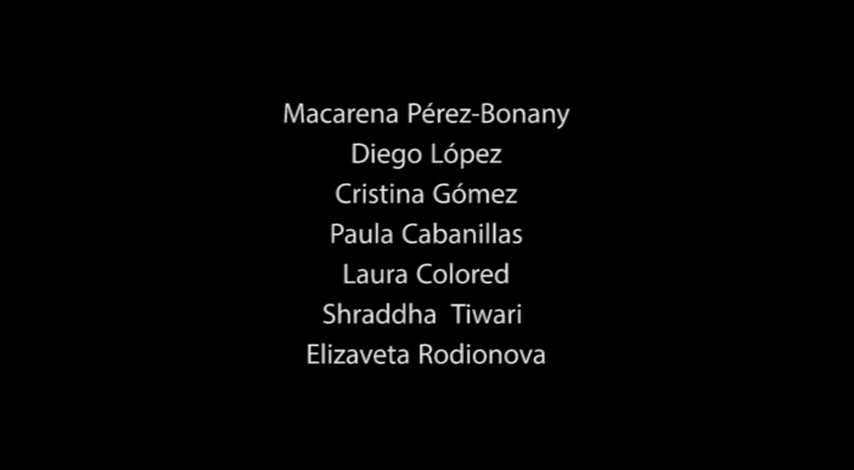 Macarena Pérez-Bonany
Diego López
Cristina Gómez
Paula Cabanillas
Laura Colored
Shraddha  Tiwari
Elizaveta Rodionova